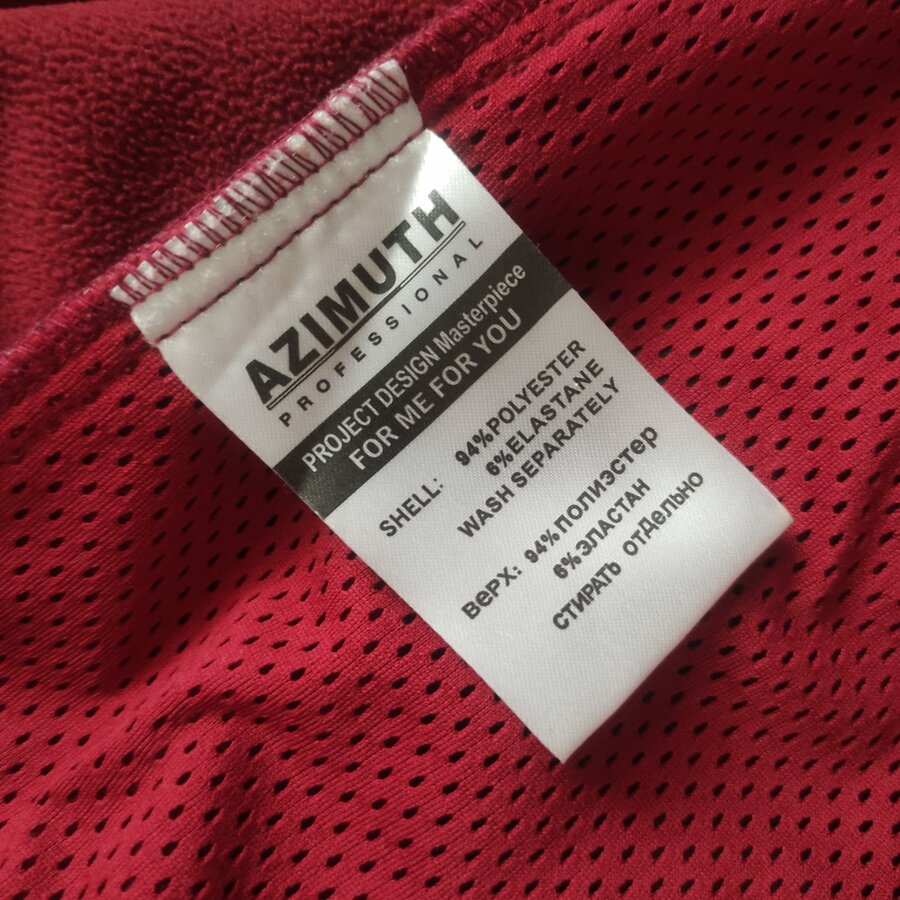 AZIMUTH
PROFESSIONAL
PROJECT DESIGN Masterpiece
FOR ME FOR YOU
SHELL: 94%POLYESTER
6%ELASTANE
WASH SEPARATELY
ВеРХ: 94%ПОЛИЭстер
6%ЭЛАСТАН
СТИРАТЬ отдельно